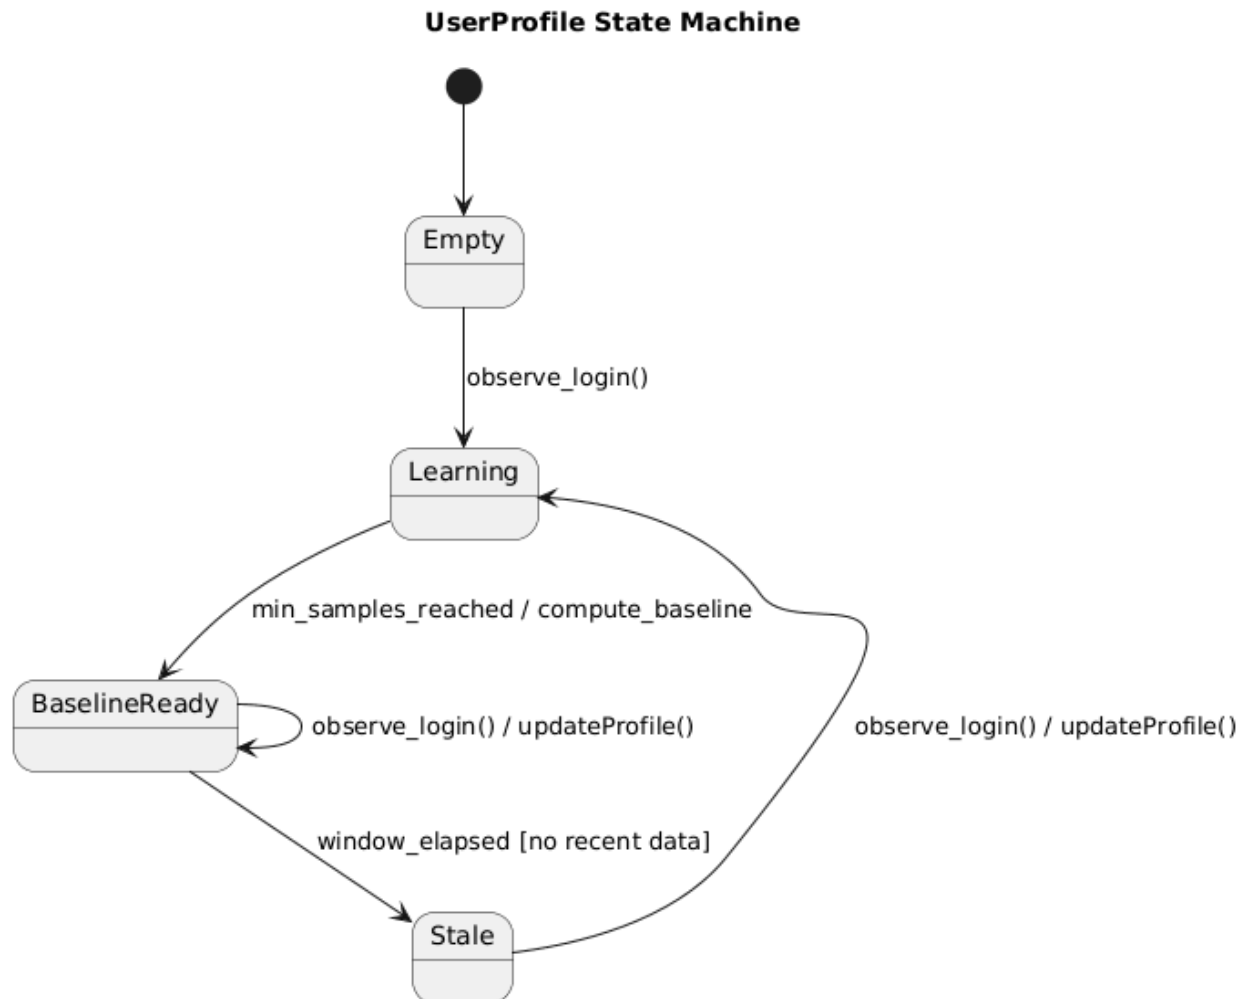 UserProfile State Machine
Empty
observe_login()
Learning
min_samples_reached / compute_baseline
BaselineReady
observe_login() / updateProfile()
observe_login() / updateProfile()
window_elapsed [no recent data]
Stale